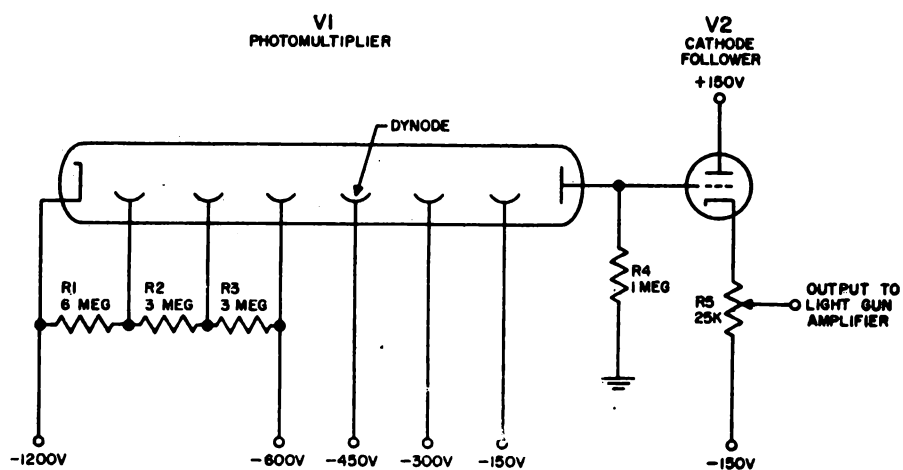 V1
PHOTOMULTIPLIER
V2
CATHODE
FOLLOWER
+150V
DYNODE
R1
6 MEG
R2
3 MEG
R3
3 MEG
R4
1 MEG
R5
25K
OUTPUT TO
LIGHT GUN
AMPLIFIER
-1200V
-600V
-450V
-300V
-150V
-150V